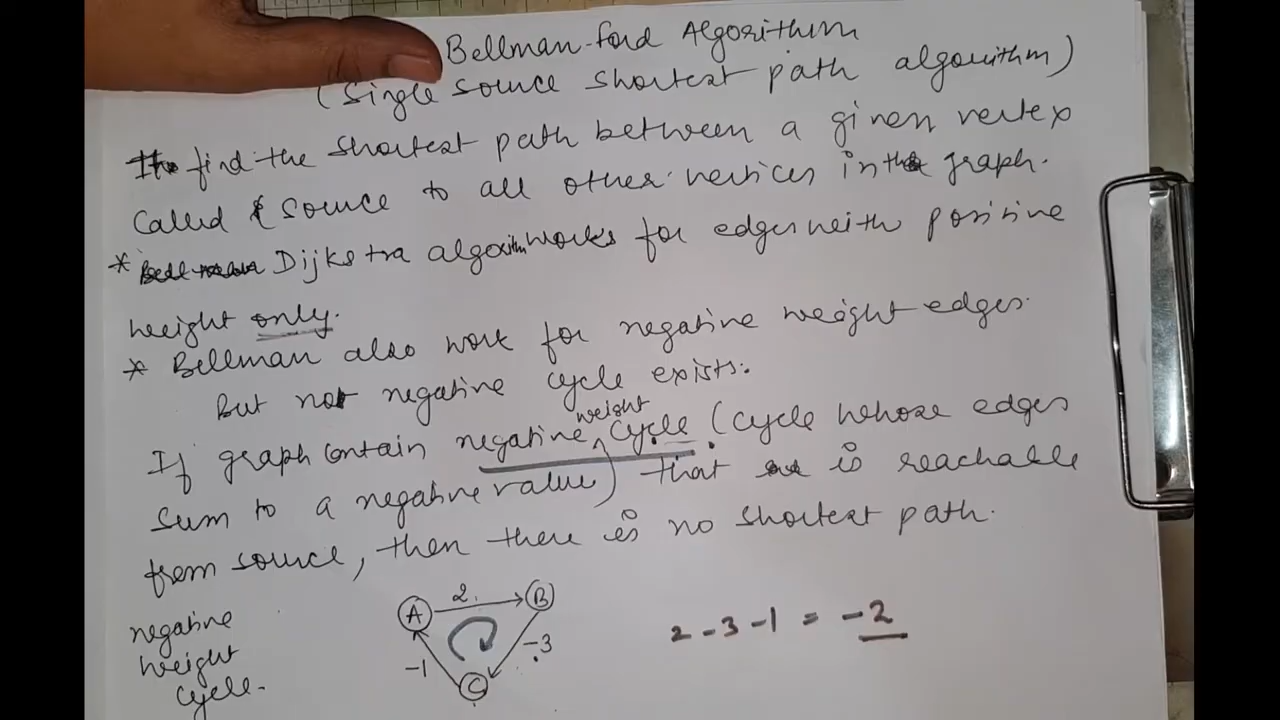 Bellman-ford Algorithm
(Single source shortest path algorithm)
find the shortest path between a given vertex
called source to all other vertices in the graph.
* Dijkstra algorithm works for edges with positive
weight only.
* Bellman also work for negative weight edges.
But not negative cycle exists.
If graph contain negative weight cycle (cycle whose edges
sum to a negative value) that is reachable
from source, then there is no shortest path.
negative
weight
cycle.
A 2 B
-3
-1
C
2 - 3 - 1 = -2